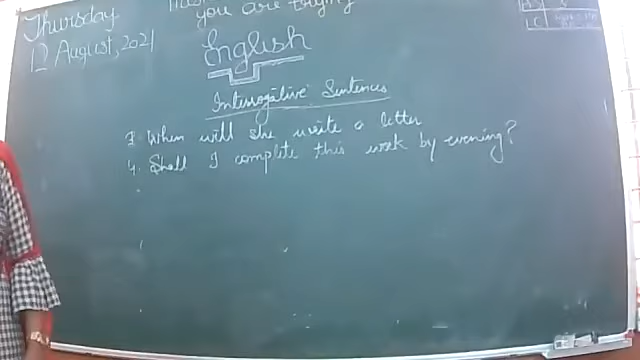 Thursday
12 August, 2021
you are trying
English
Interrogative Sentences
3. When will she write a letter
4. Shall I complete this work by evening?